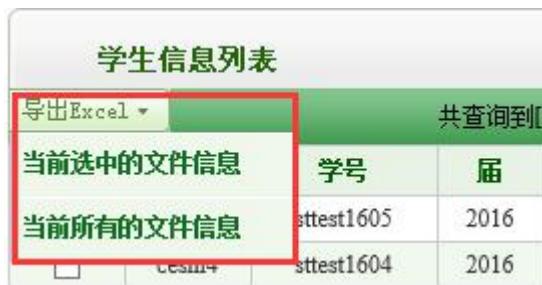 学生信息列表
导出Excel
共查询到[
当前选中的文件信息
学号 届
当前所有的文件信息
sttest1605 2016
sttest1604 2016